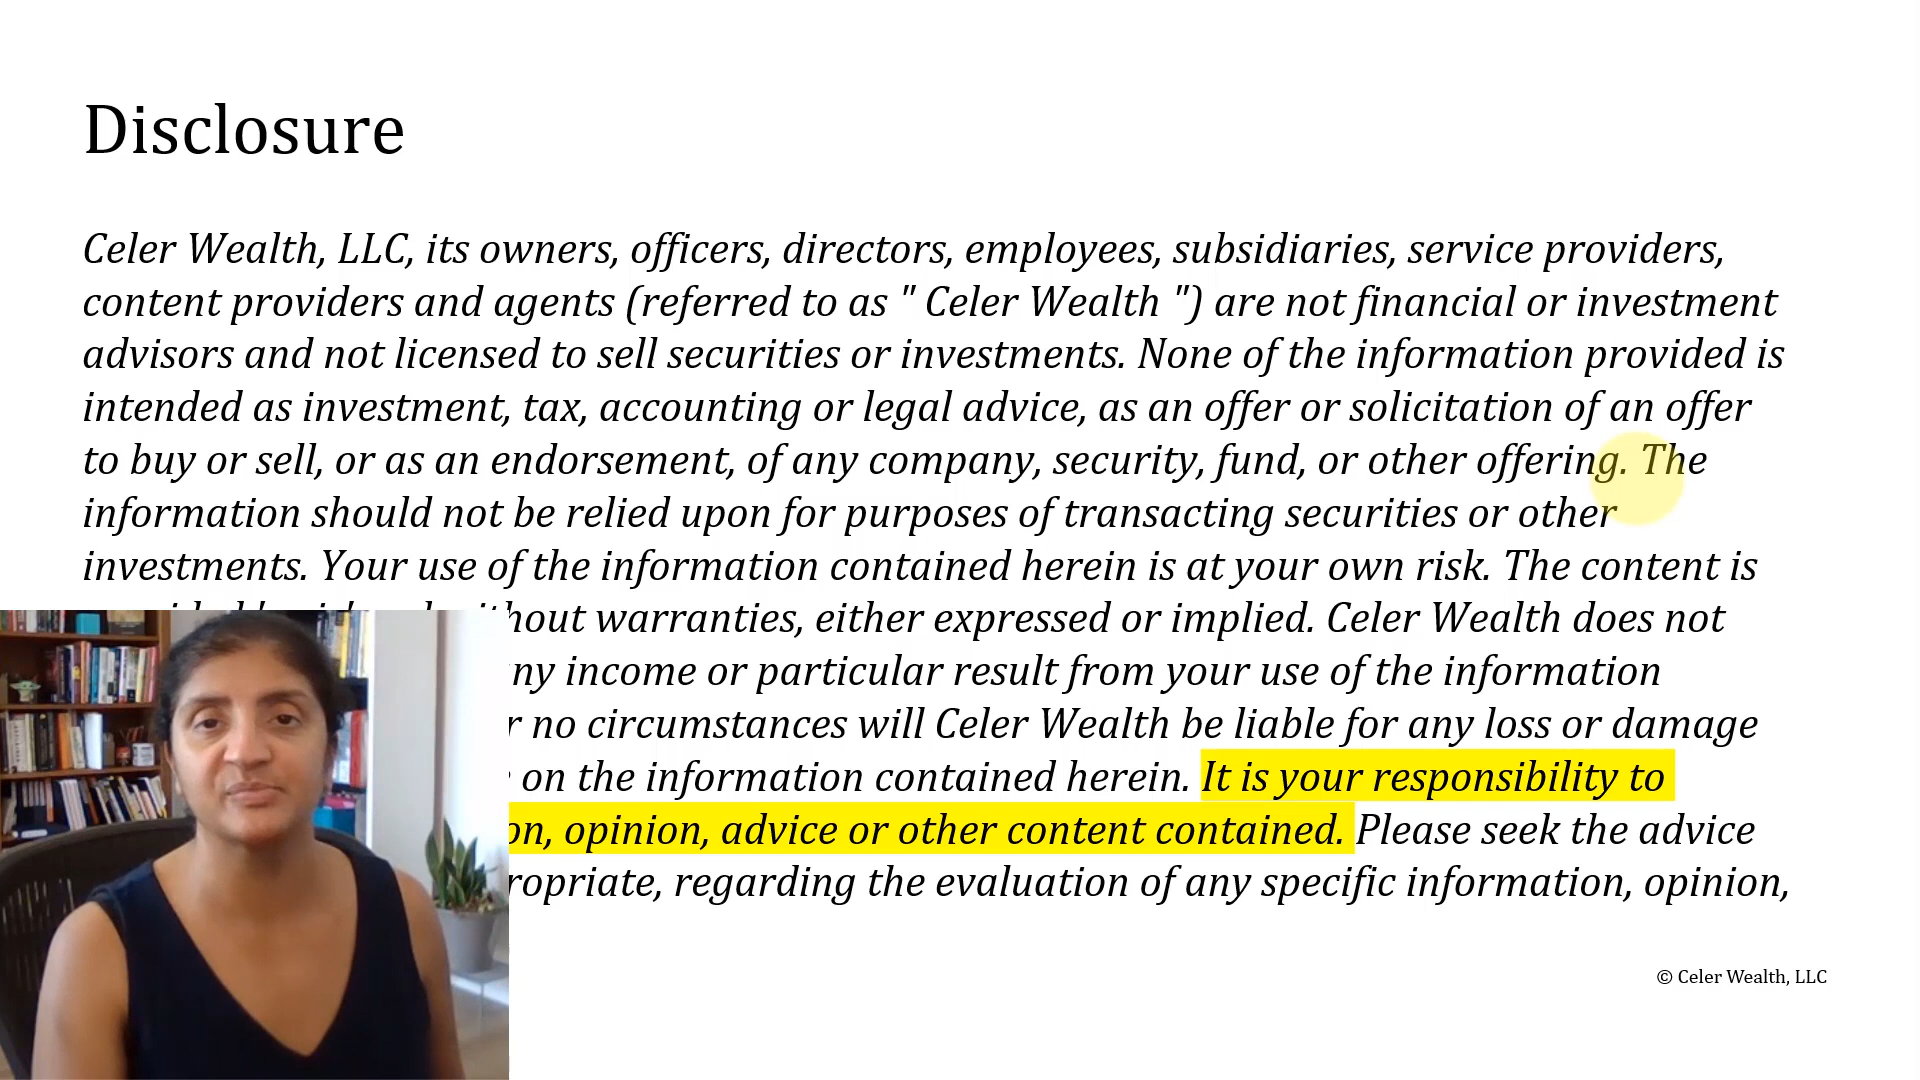 Disclosure
Celer Wealth, LLC, its owners, officers, directors, employees, subsidiaries, service providers,
content providers and agents (referred to as " Celer Wealth ") are not financial or investment
advisors and not licensed to sell securities or investments. None of the information provided is
intended as investment, tax, accounting or legal advice, as an offer or solicitation of an offer
to buy or sell, or as an endorsement, of any company, security, fund, or other offering. The
information should not be relied upon for purposes of transacting securities or other
investments. Your use of the information contained herein is at your own risk. The content is
warranties, either expressed or implied. Celer Wealth does not
income or particular result from your use of the information
no circumstances will Celer Wealth be liable for any loss or damage
on the information contained herein. It is your responsibility to
opinion, advice or other content contained. Please seek the advice
regarding the evaluation of any specific information, opinion,
© Celer Wealth, LLC